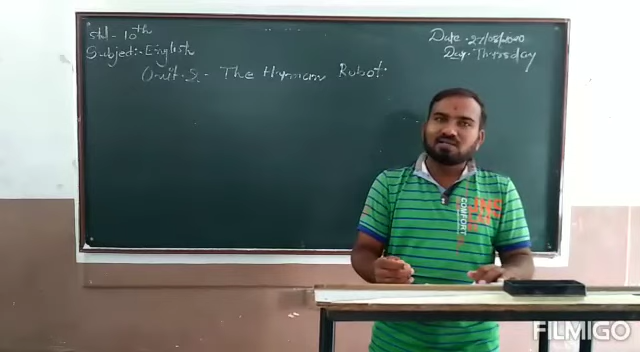 Std - 10th
Subject:- English
Date - 27/08/2020
Day - Thursday
Unit. 5. - The Human Robot.
COMFORT
FILMIGO